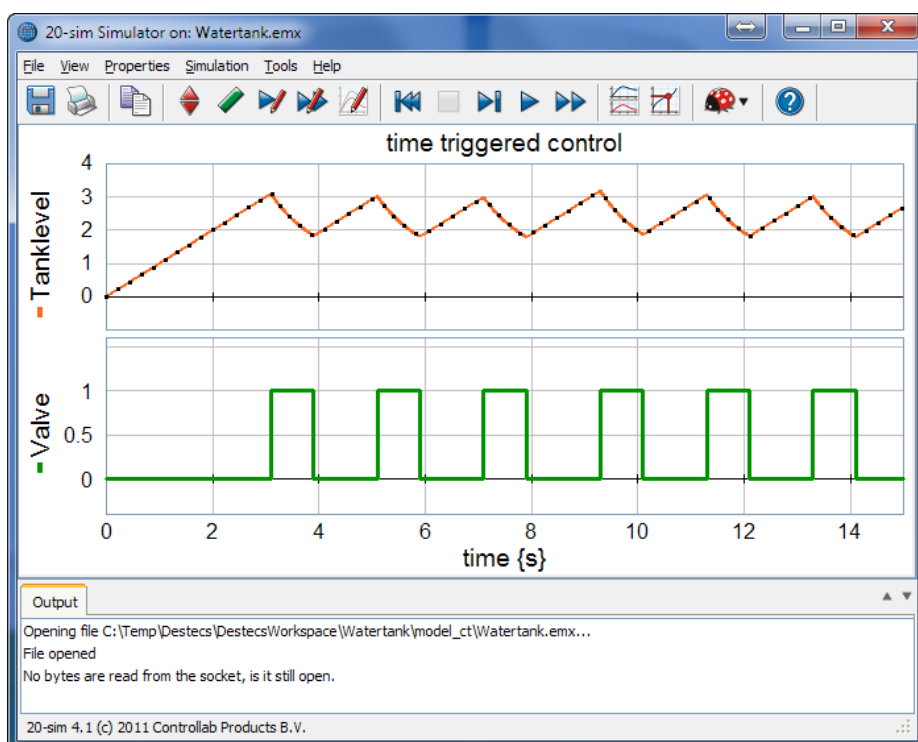 20-sim Simulator on: Watertank.emx
File View Properties Simulation Tools Help
time triggered control
Tanklevel
4
3
2
1
0
Valve
1
0.5
0
0 2 4 6 8 10 12 14
time {s}
Output
Opening file C:\Temp\Destecs\DestecsWorkspace\Watertank\model_ct\Watertank.emx...
File opened
No bytes are read from the socket, is it still open.
20-sim 4.1 (c) 2011 Controllab Products B.V.